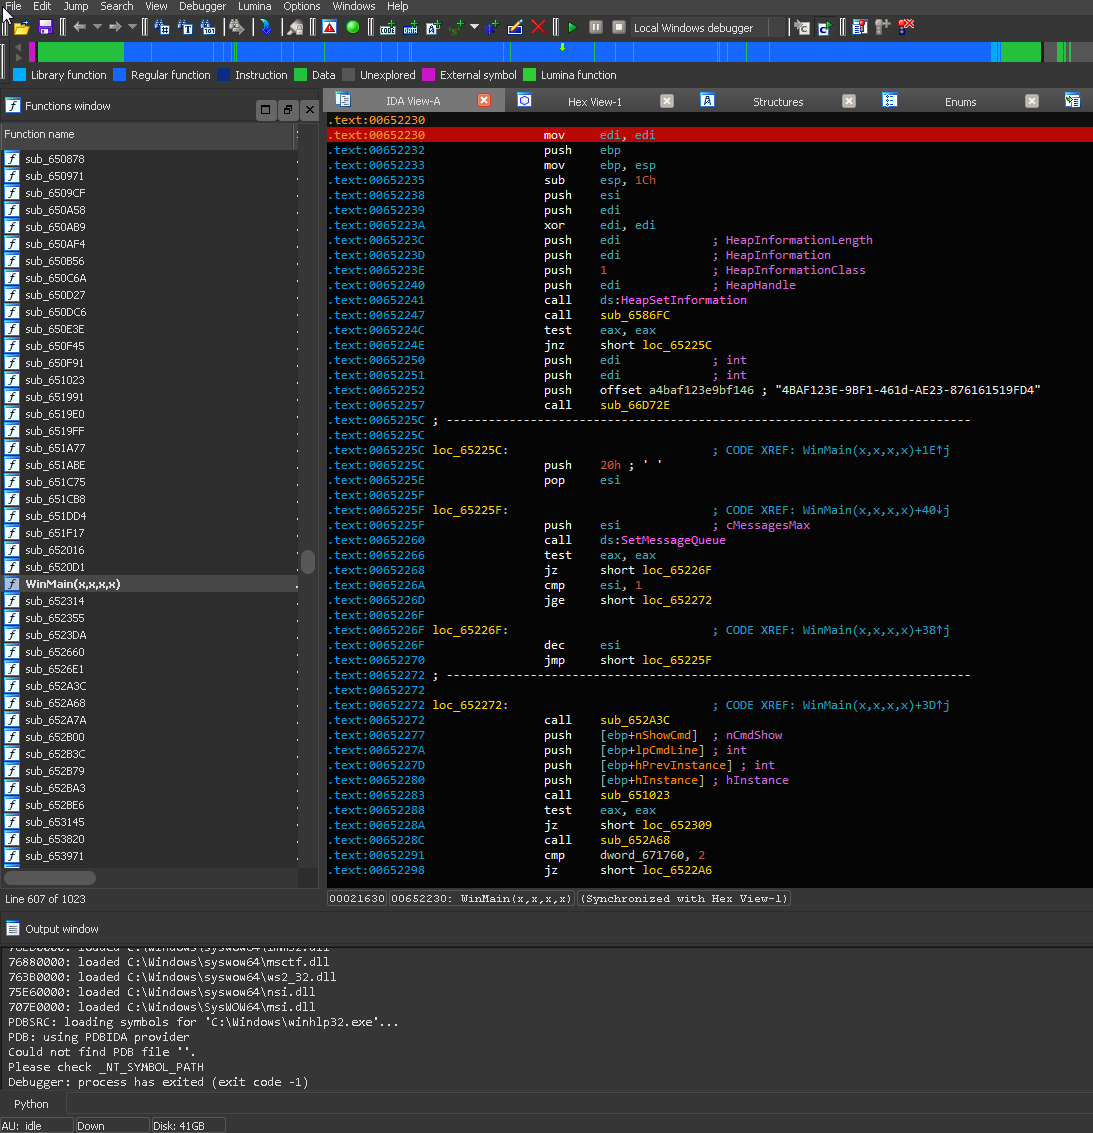 File Edit Jump Search View Debugger Lumina Options Windows Help
Local Windows debugger
Library function Regular function Instruction Data Unexplored External symbol Lumina function
Functions window
Function name
sub_650878
sub_650971
sub_6509CF
sub_650A58
sub_650AB9
sub_650AF4
sub_650B56
sub_650C6A
sub_650D27
sub_650DC6
sub_650E3E
sub_650F45
sub_650F91
sub_651023
sub_651991
sub_6519E0
sub_6519FF
sub_651A77
sub_651ABE
sub_651C75
sub_651CB8
sub_651DD4
sub_651F17
sub_652016
sub_6520D1
WinMain(x,x,x,x)
sub_652314
sub_652355
sub_6523DA
sub_652660
sub_6526E1
sub_652A3C
sub_652A68
sub_652A7A
sub_652B00
sub_652B3C
sub_652B79
sub_652BA3
sub_652BE6
sub_653145
sub_653820
sub_653971
Line 607 of 1023
IDA View-A Hex View-1 Structures Enums
.text:00652230
.text:00652230 mov edi, edi
.text:00652232 push ebp
.text:00652233 mov ebp, esp
.text:00652235 sub esp, 1Ch
.text:00652238 push esi
.text:00652239 push edi
.text:0065223A xor edi, edi
.text:0065223C push edi ; HeapInformationLength
.text:0065223D push edi ; HeapInformation
.text:0065223E push 1 ; HeapInformationClass
.text:00652240 push edi ; HeapHandle
.text:00652241 call ds:HeapSetInformation
.text:00652247 call sub_6586FC
.text:0065224C test eax, eax
.text:0065224E jnz short loc_65225C
.text:00652250 push edi ; int
.text:00652251 push edi ; int
.text:00652252 push offset a4baf123e9bf146 ; "4BAF123E-9BF1-461d-AE23-876161519FD4"
.text:00652257 call sub_66D72E
.text:0065225C ; ---------------------------------------------------------------------------
.text:0065225C
.text:0065225C loc_65225C: ; CODE XREF: WinMain(x,x,x,x)+1E↑j
.text:0065225C push 20h ; ' '
.text:0065225E pop esi
.text:0065225F
.text:0065225F loc_65225F: ; CODE XREF: WinMain(x,x,x,x)+40↓j
.text:0065225F push esi ; cMessagesMax
.text:00652260 call ds:SetMessageQueue
.text:00652266 test eax, eax
.text:00652268 jz short loc_65226F
.text:0065226A cmp esi, 1
.text:0065226D jge short loc_652272
.text:0065226F
.text:0065226F loc_65226F: ; CODE XREF: WinMain(x,x,x,x)+38↑j
.text:0065226F dec esi
.text:00652270 jmp short loc_65225F
.text:00652272 ; ---------------------------------------------------------------------------
.text:00652272
.text:00652272 loc_652272: ; CODE XREF: WinMain(x,x,x,x)+3D↑j
.text:00652272 call sub_652A3C
.text:00652277 push [ebp+nShowCmd] ; nCmdShow
.text:0065227A push [ebp+lpCmdLine] ; int
.text:0065227D push [ebp+hPrevInstance] ; int
.text:00652280 push [ebp+hInstance] ; hInstance
.text:00652283 call sub_651023
.text:00652288 test eax, eax
.text:0065228A jz short loc_652309
.text:0065228C call sub_652A68
.text:00652291 cmp dword_671760, 2
.text:00652298 jz short loc_6522A6
00021630 00652230: WinMain(x,x,x,x) (Synchronized with Hex View-1)
Output window
76880000: loaded C:\Windows\syswow64\msctf.dll
763B0000: loaded C:\Windows\syswow64\ws2_32.dll
75E60000: loaded C:\Windows\syswow64\nsi.dll
707E0000: loaded C:\Windows\SysWOW64\msi.dll
PDBSRC: loading symbols for 'C:\Windows\winhlp32.exe'...
PDB: using PDBIDA provider
Could not find PDB file ''.
Please check _NT_SYMBOL_PATH
Debugger: process has exited (exit code -1)
Python
AU: idle Down Disk: 41GB